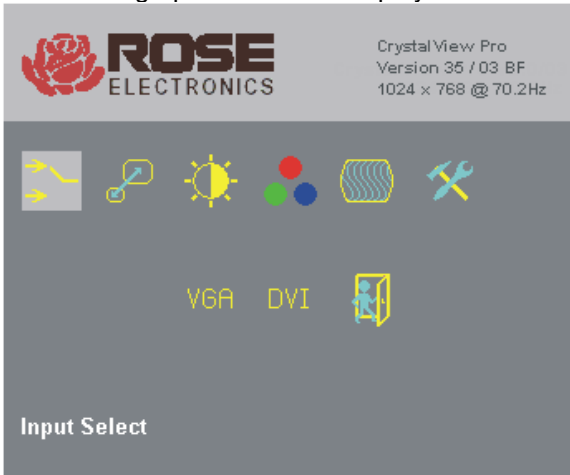 ROSE
ELECTRONICS
CrystalView Pro
Version 35 / 03 BF
1024 x 768 @ 70.2Hz
VGA DVI
Input Select